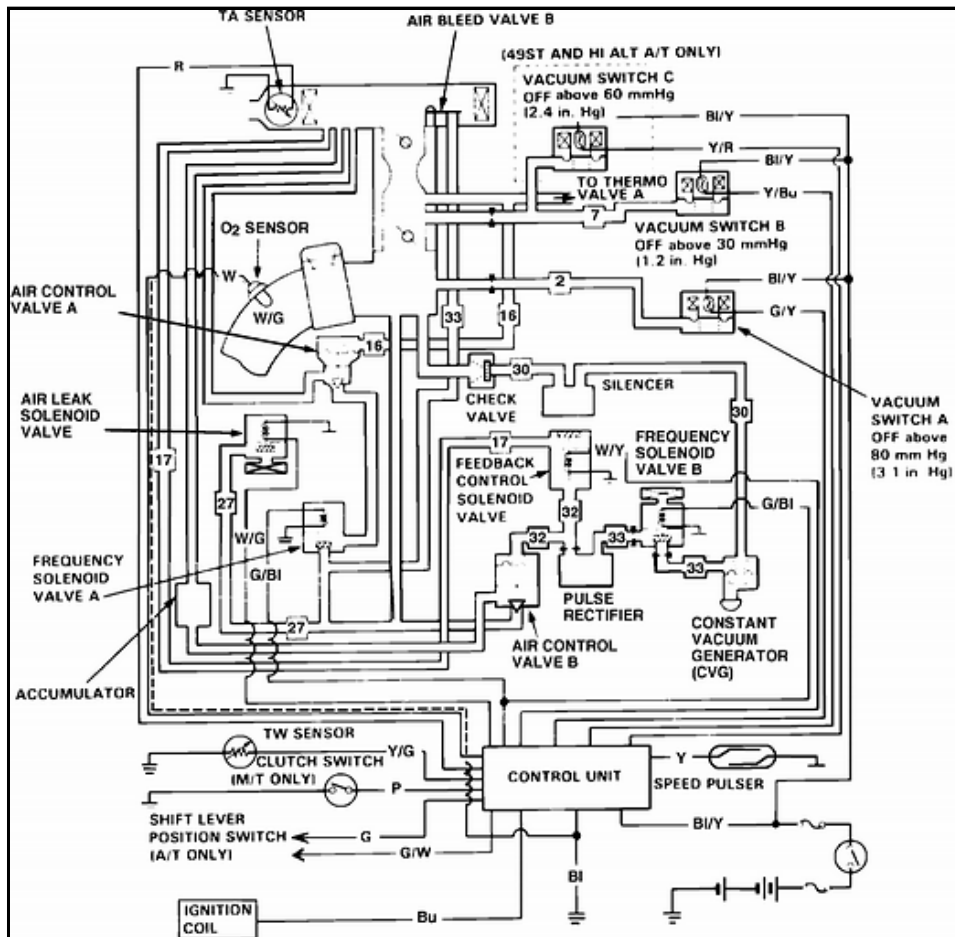 TA SENSOR
AIR BLEED VALVE B
(49ST AND HI ALT A/T ONLY)
R
VACUUM SWITCH C
OFF above 60 mmHg
(2.4 in. Hg)
Bl/Y
Y/R
Bl/Y
TO THERMO
VALVE A
Y/Bu
7
VACUUM SWITCH B
OFF above 30 mmHg
(1.2 in. Hg)
O2 SENSOR
W
W/G
Bl/Y
2
G/Y
AIR CONTROL
VALVE A
33
16
16
30
CHECK
VALVE
SILENCER
30
VACUUM
SWITCH A
OFF above
80 mm Hg
(3 1 in Hg)
AIR LEAK
SOLENOID
VALVE
17
17
W/Y
FREQUENCY
SOLENOID
VALVE B
FEEDBACK
CONTROL
SOLENOID
VALVE
27
G/Bl
32
W/G
W/G
32
33
33
G/Bl
FREQUENCY
SOLENOID
VALVE A
PULSE
RECTIFIER
27
AIR CONTROL
VALVE B
CONSTANT
VACUUM
GENERATOR
(CVG)
ACCUMULATOR
TW SENSOR
Y/G
CLUTCH SWITCH
(M/T ONLY)
P
CONTROL UNIT
Y
SPEED PULSER
SHIFT LEVER
POSITION SWITCH
(A/T ONLY)
G
G/W
Bl/Y
Bl
IGNITION
COIL
Bu